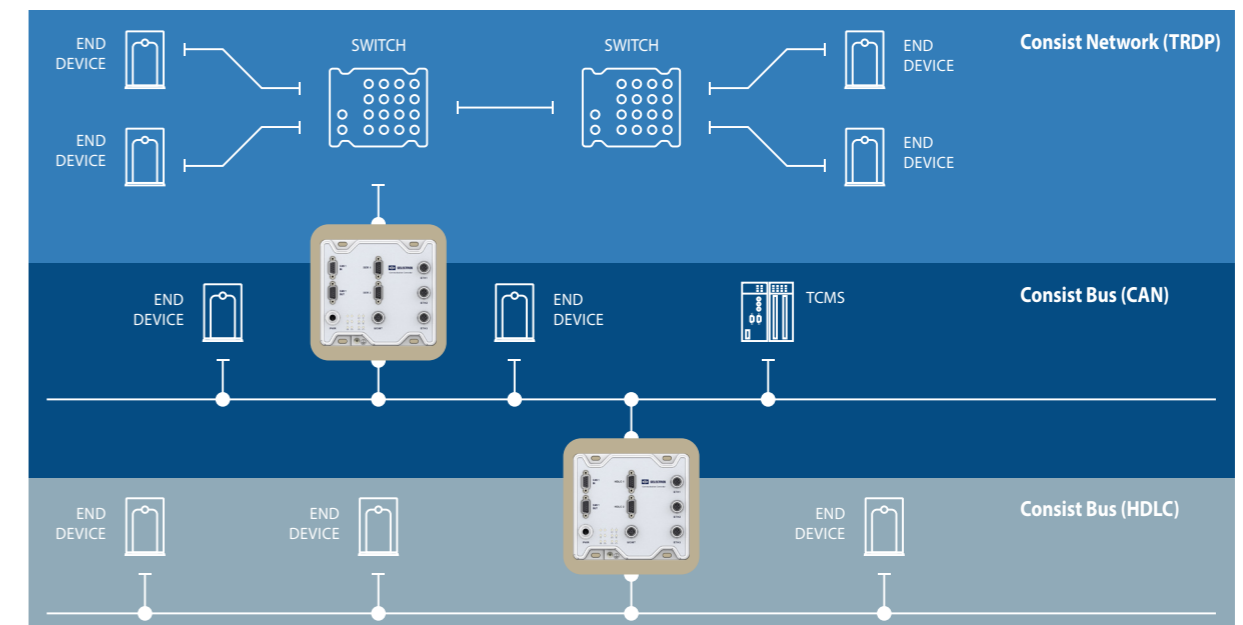 END
DEVICE
SWITCH
SWITCH
END
DEVICE
Consist Network (TRDP)
END
DEVICE
END
DEVICE
END
DEVICE
END
DEVICE
TCMS
Consist Bus (CAN)
END
DEVICE
END
DEVICE
END
DEVICE
Consist Bus (HDLC)